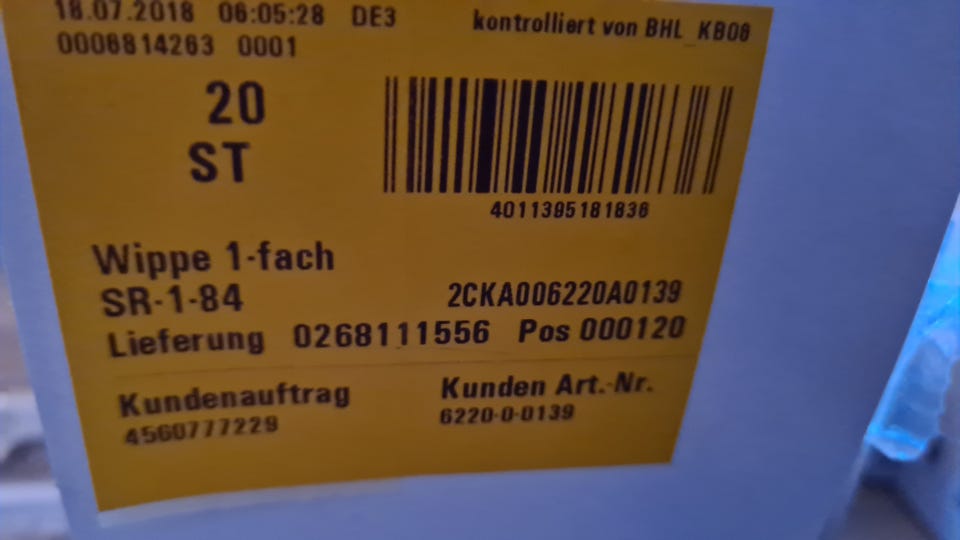 18.07.2018 06:05:28 DE3 kontrolliert von BHL_KB06
0006814263 0001
20
ST
4011395181836
Wippe 1-fach
SR-1-84 2CKA006220A0139
Lieferung 0268111556 Pos 000120
Kundenauftrag Kunden Art.-Nr.
4560777229 6220-0-0139